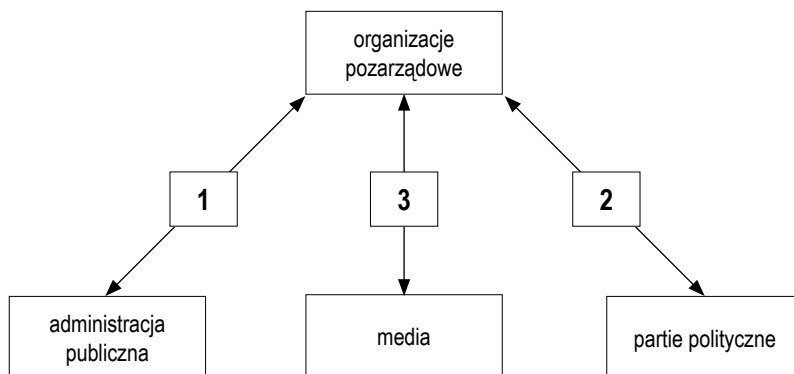 organizacje
pozarządowe
1
3
2
administracja
publiczna
media
partie polityczne